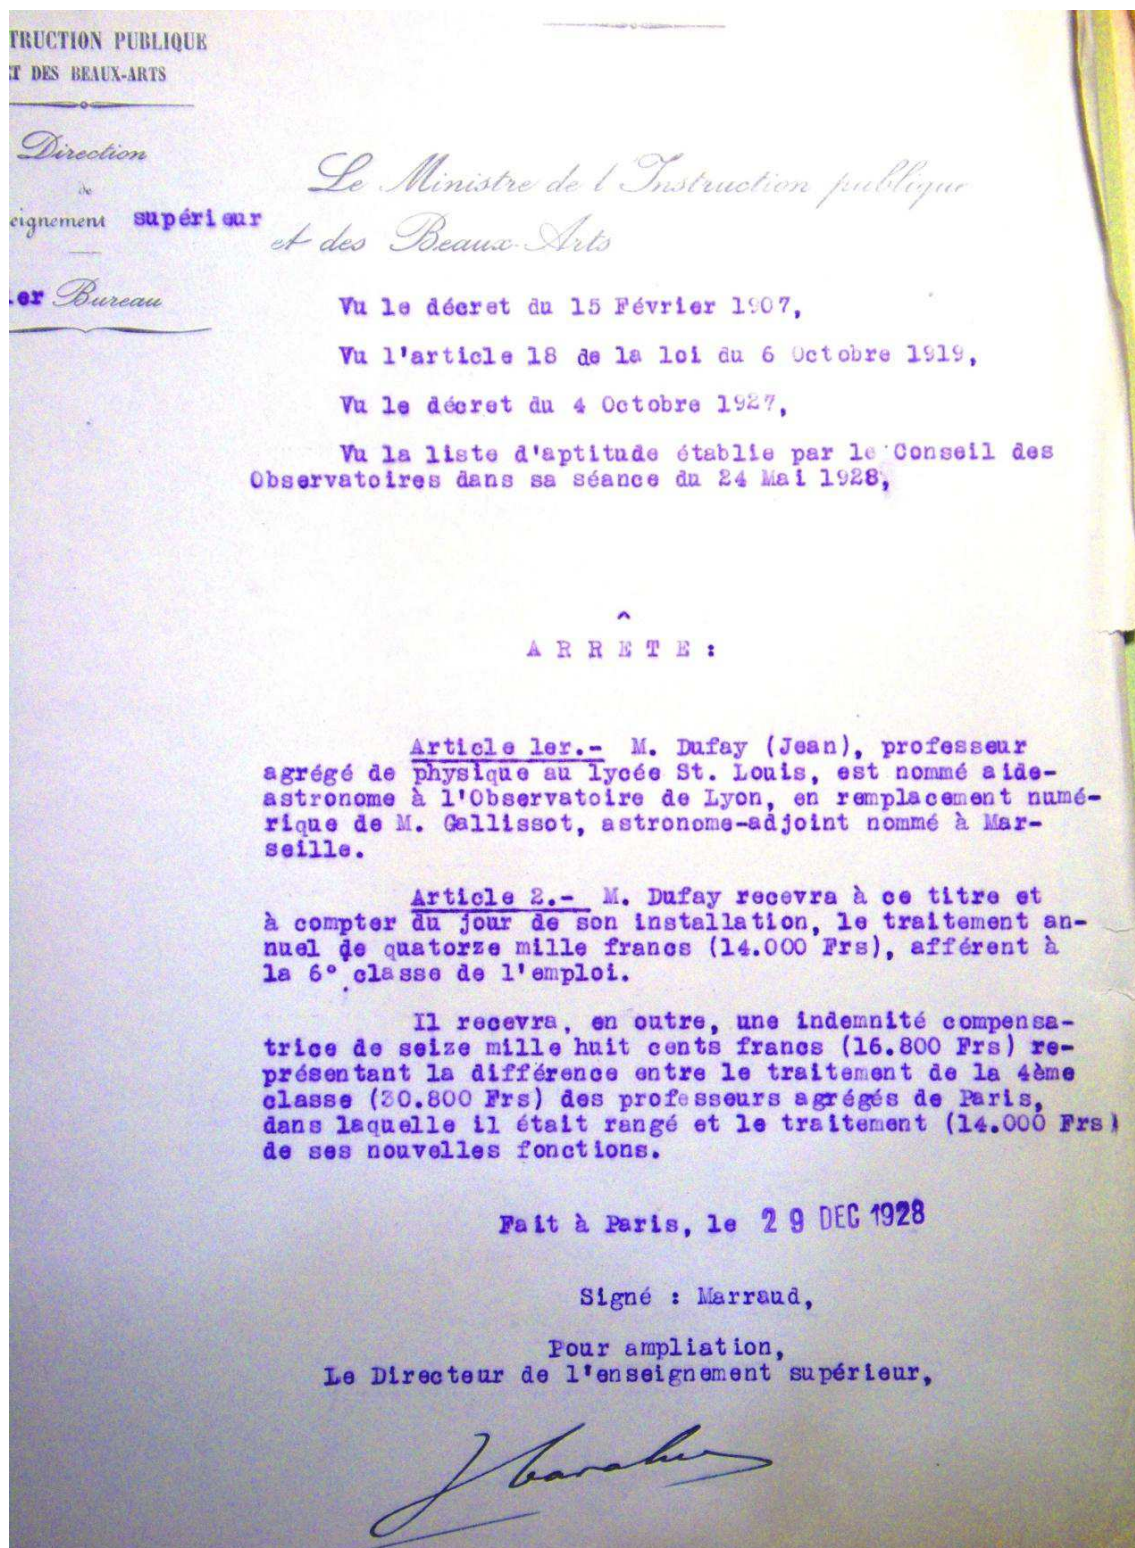 TRUCTION PUBLIQUE
ET DES BEAUX-ARTS
Direction
de
eignement supérieur
er Bureau
Le Ministre de l'Instruction publique
et des Beaux-Arts
Vu le décret du 15 Février 1907,
Vu l'article 18 de la loi du 6 Octobre 1919,
Vu le décret du 4 Octobre 1927,
Vu la liste d'aptitude établie par le Conseil des
Observatoires dans sa séance du 24 Mai 1928,
A R R Ê T E :
Article 1er.- M. Dufay (Jean), professeur
agrégé de physique au lycée St. Louis, est nommé aide-
astronome à l'Observatoire de Lyon, en remplacement numé-
rique de M. Gallissot, astronome-adjoint nommé à Mar-
seille.
Article 2.- M. Dufay recevra à ce titre et
à compter du jour de son installation, le traitement an-
nuel de quatorze mille francs (14.000 Frs), afférent à
la 6° classe de l'emploi.
Il recevra, en outre, une indemnité compensa-
trice de seize mille huit cents francs (16.800 Frs) re-
présentant la différence entre le traitement de la 4ème
classe (30.800 Frs) des professeurs agrégés de Paris,
dans laquelle il était rangé et le traitement (14.000 Frs)
de ses nouvelles fonctions.
Fait à Paris, le 29 DEC 1928
Signé : Marraud,
Pour ampliation,
Le Directeur de l'enseignement supérieur,